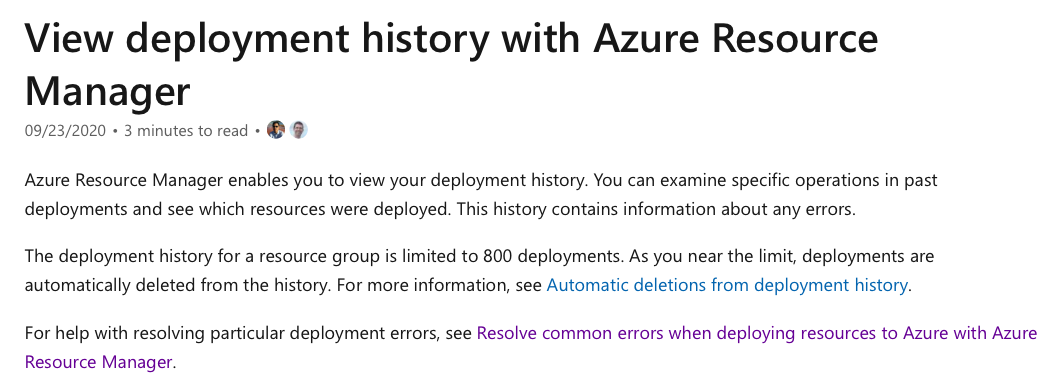 View deployment history with Azure Resource
Manager
09/23/2020 • 3 minutes to read •
Azure Resource Manager enables you to view your deployment history. You can examine specific operations in past
deployments and see which resources were deployed. This history contains information about any errors.
The deployment history for a resource group is limited to 800 deployments. As you near the limit, deployments are
automatically deleted from the history. For more information, see Automatic deletions from deployment history.
For help with resolving particular deployment errors, see Resolve common errors when deploying resources to Azure with Azure
Resource Manager.